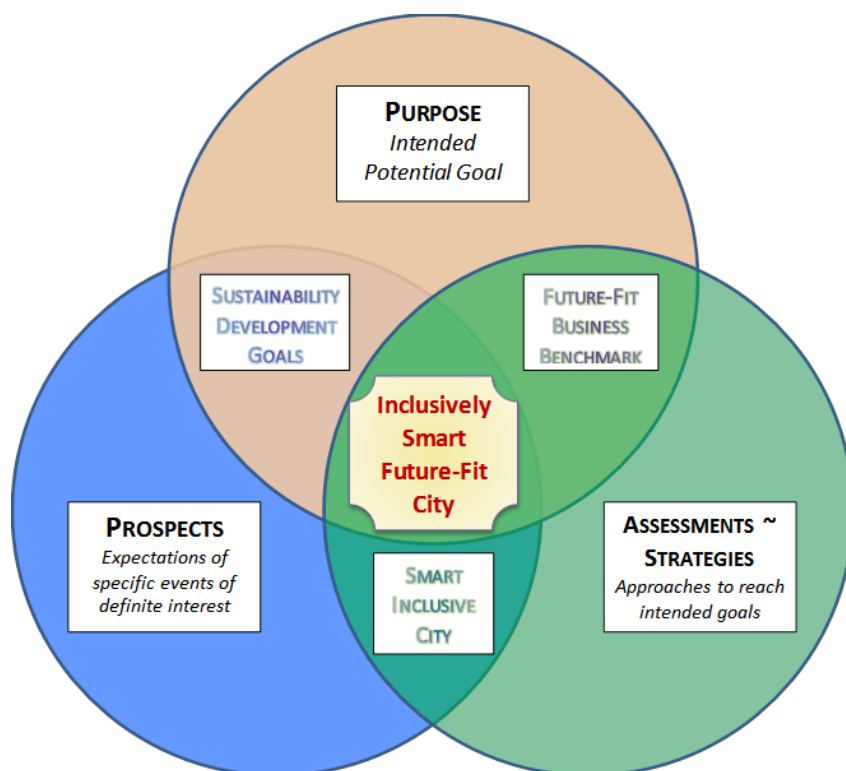 PURPOSE
Intended
Potential Goal
SUSTAINABILITY
DEVELOPMENT
GOALS
FUTURE-FIT
BUSINESS
BENCHMARK
Inclusively
Smart
Future-Fit
City
PROSPECTS
Expectations of
specific events of
definite interest
ASSESSMENTS ~
STRATEGIES
Approaches to reach
intended goals
SMART
INCLUSIVE
CITY